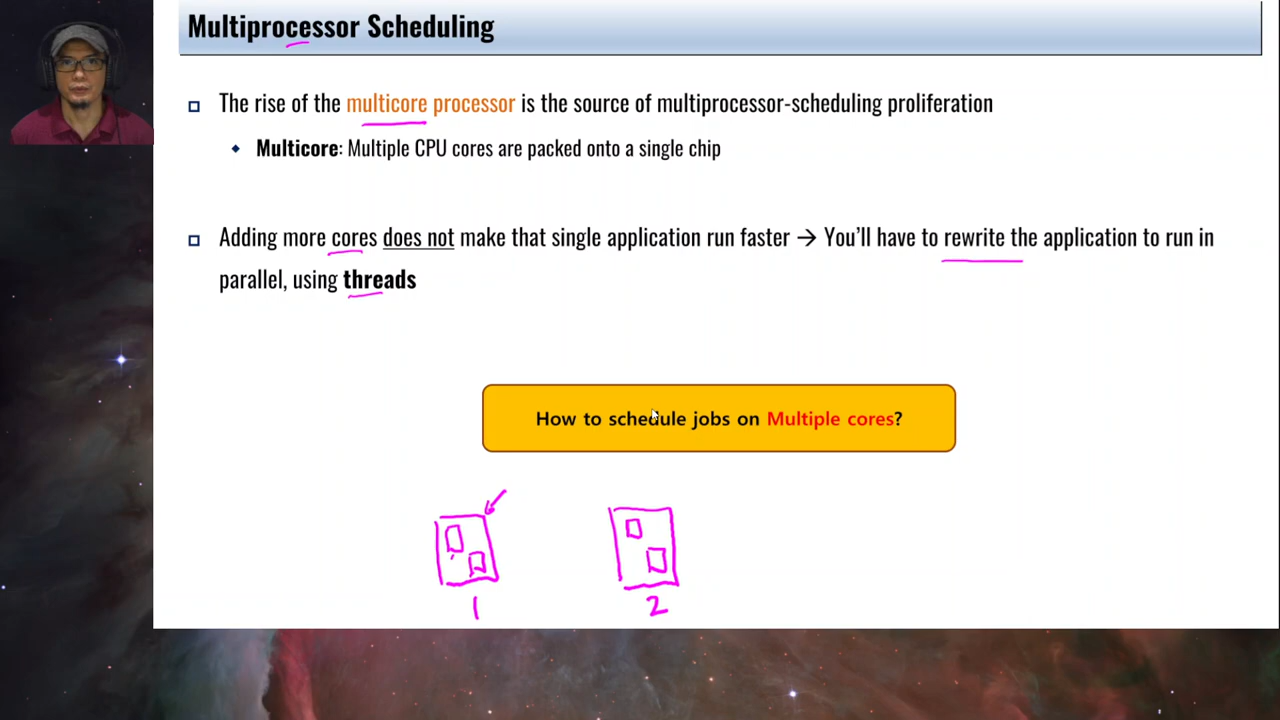 Multiprocessor Scheduling
The rise of the multicore processor is the source of multiprocessor-scheduling proliferation
Multicore: Multiple CPU cores are packed onto a single chip
Adding more cores does not make that single application run faster → You'll have to rewrite the application to run in
parallel, using threads
How to schedule jobs on Multiple cores?
1 2